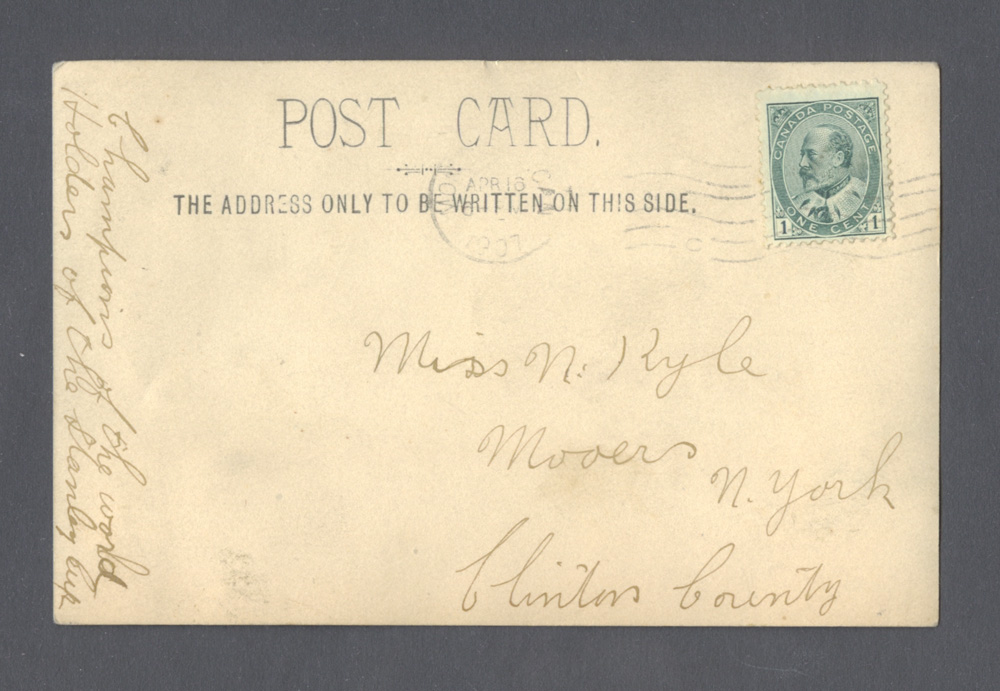 POST CARD.
THE ADDRESS ONLY TO BE WRITTEN ON THIS SIDE.
APR 16
1907
CANADA POSTAGE
1 ONE CENT 1
Miss N. Kyle
Mooers
N. York
Clinton County
Champions of the world
Holders of the Stanley Cup